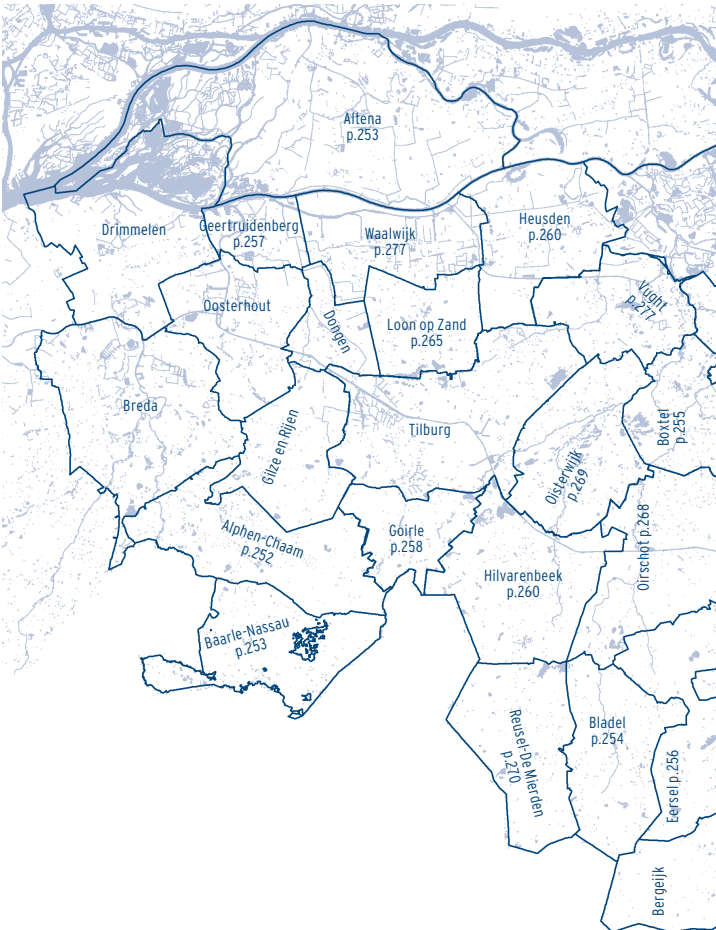 Altena
p.253
Drimmelen
Geertruidenberg
p.257
Waalwijk
p.277
Heusden
p.260
Vught
p.277
Oosterhout
Dongen
Loon op Zand
p.265
Breda
Gilze en Rijen
Tilburg
Oisterwijk
p.269
Boxtel
p.255
Alphen-Chaam
p.252
Goirle
p.258
Hilvarenbeek
p.260
Oirschot p.268
Baarle-Nassau
p.253
Reusel-De Mierden
p.270
Bladel
p.254
Eersel p.256
Bergeijk